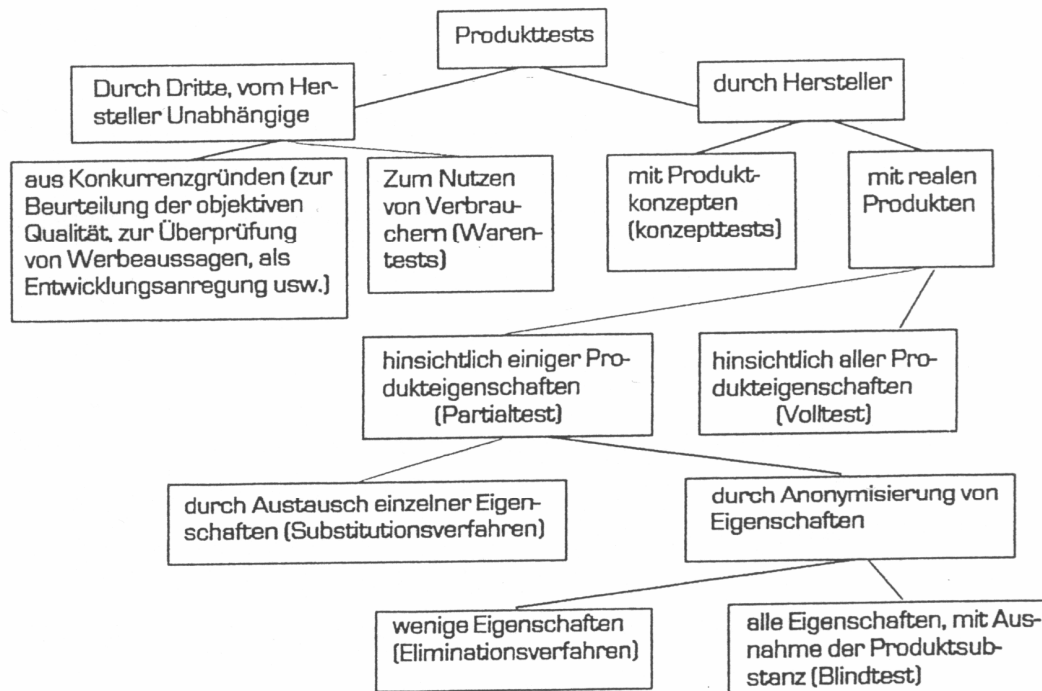 Produkttests
Durch Dritte, vom Her-
steller Unabhängige
durch Hersteller
aus Konkurrenzgründen (zur
Beurteilung der objektiven
Qualität, zur Überprüfung
von Werbeaussagen, als
Entwicklungsanregung usw.)
Zum Nutzen
von Verbrau-
chern (Waren-
tests)
mit Produkt-
konzepten
(konzepttests)
mit realen
Produkten
hinsichtlich einiger Pro-
dukteigenschaften
(Partialtest)
hinsichtlich aller Pro-
dukteigenschaften
(Volltest)
durch Austausch einzelner Eigen-
schaften (Substitutionsverfahren)
durch Anonymisierung von
Eigenschaften
wenige Eigenschaften
(Eliminationsverfahren)
alle Eigenschaften, mit Aus-
nahme der Produktsub-
stanz (Blindtest)